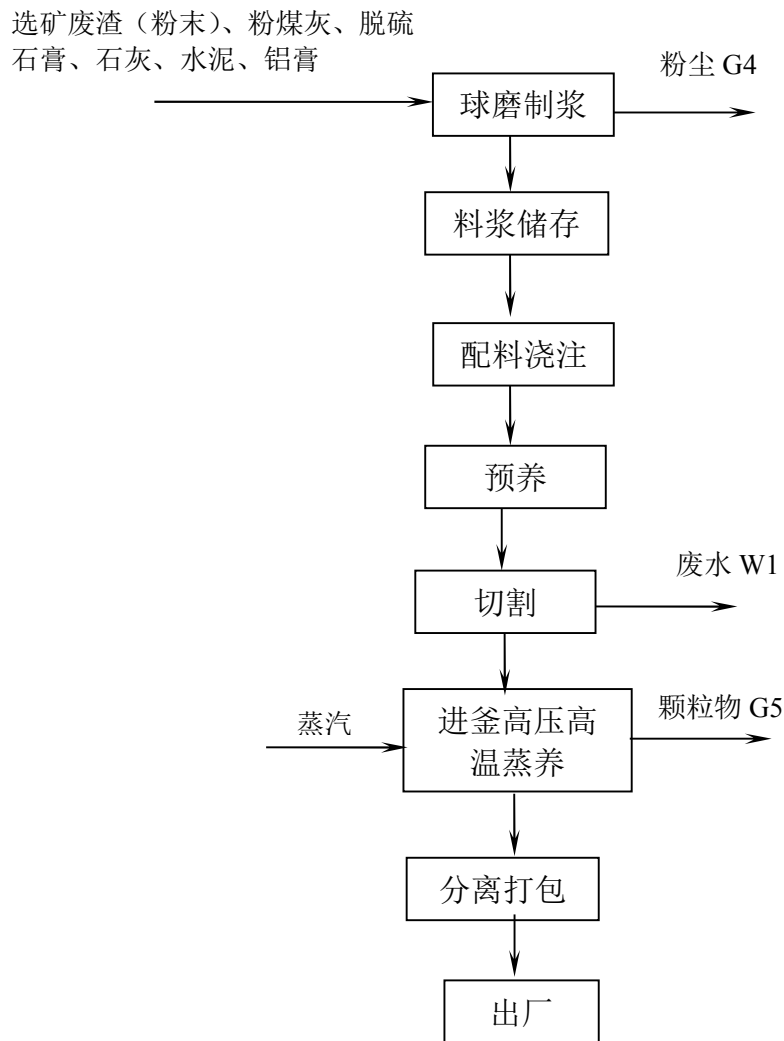 选矿废渣（粉末）、粉煤灰、脱硫
石膏、石灰、水泥、铝膏
粉尘 G4
球磨制浆
料浆储存
配料浇注
预养
废水 W1
切割
颗粒物 G5
蒸汽
进釜高压高
温蒸养
分离打包
出厂